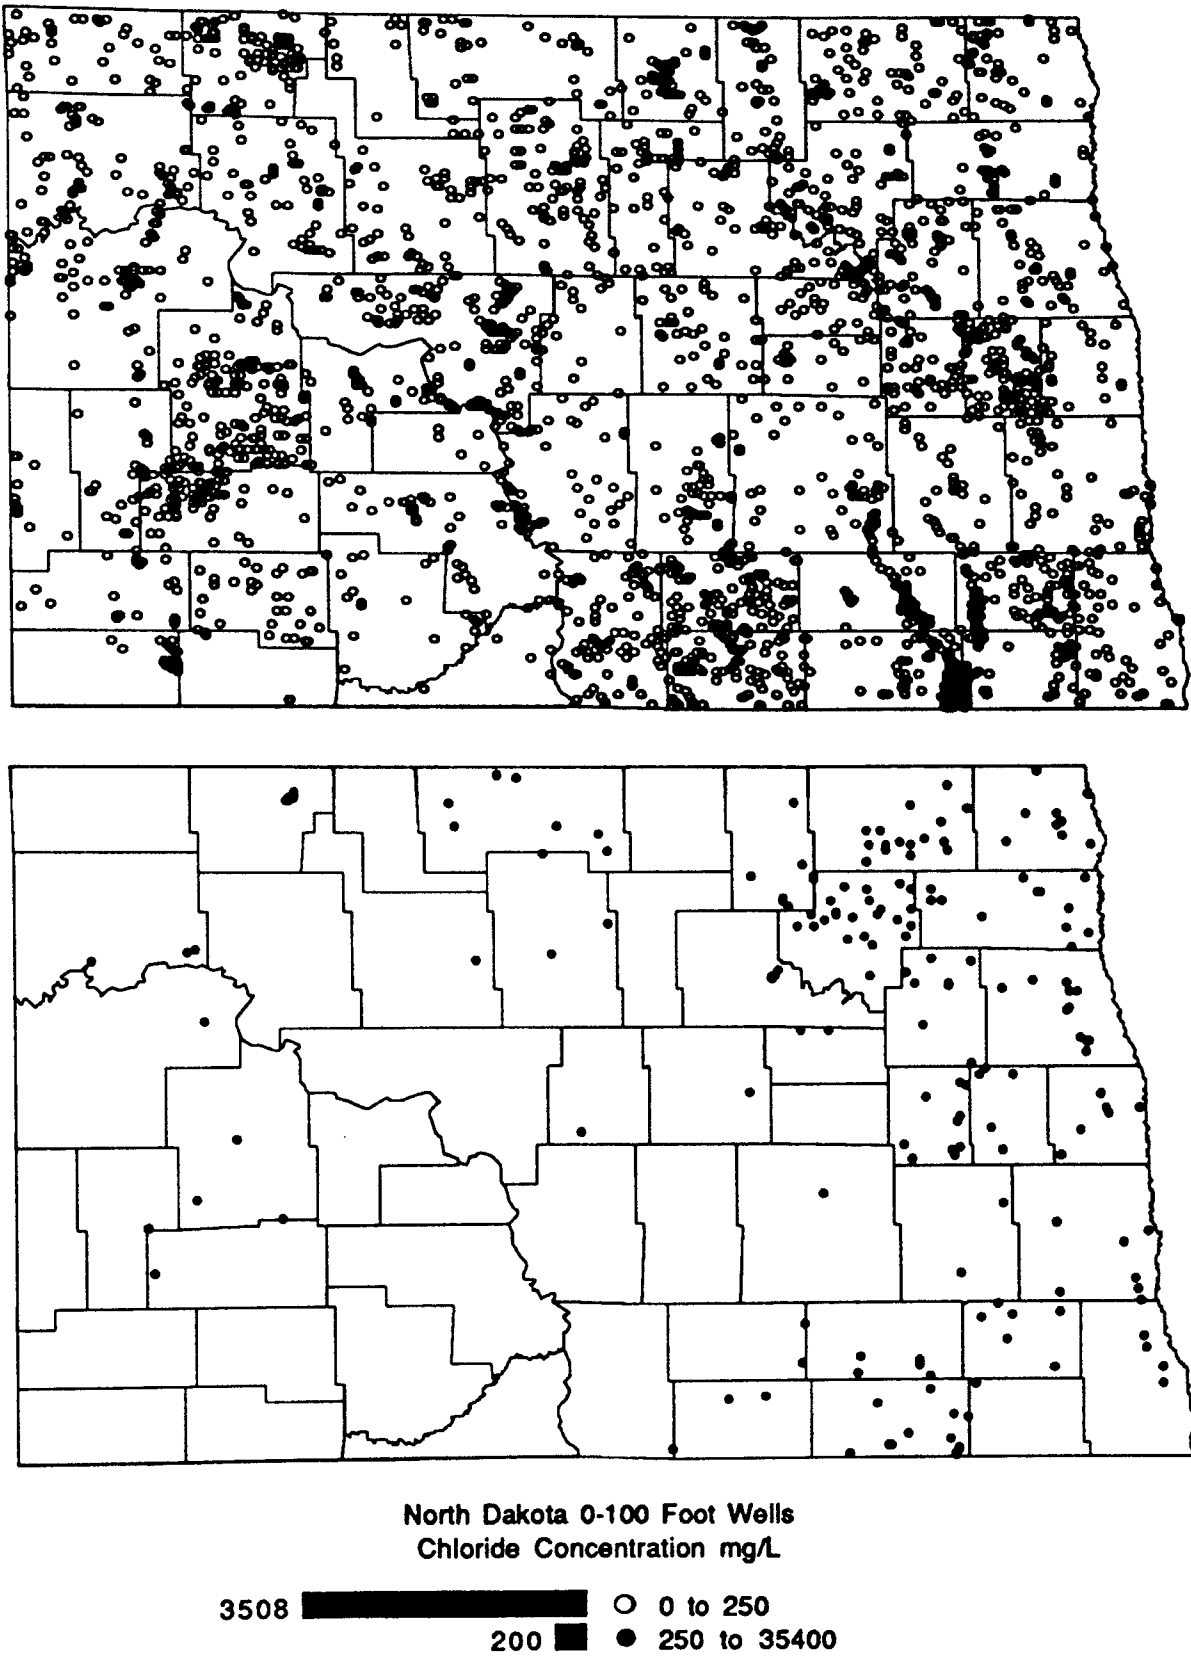 North Dakota 0-100 Foot Wells
Chloride Concentration mg/L
3508 0 to 250
200 250 to 35400